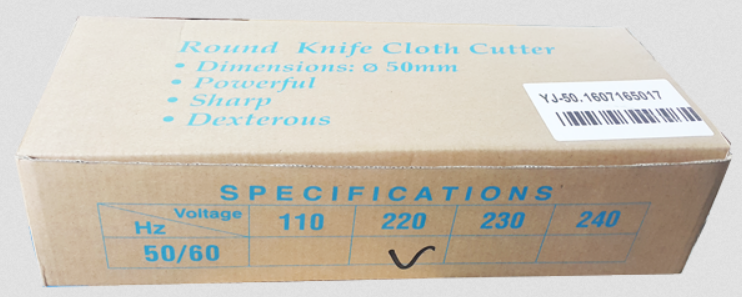 Round Knife Cloth Cutter
• Dimensions: Ø 50mm
• Powerful
• Sharp
• Dexterous
YJ-50.1607165017
SPECIFICATIONS
Voltage 110 220 230 240
Hz
50/60 ✓